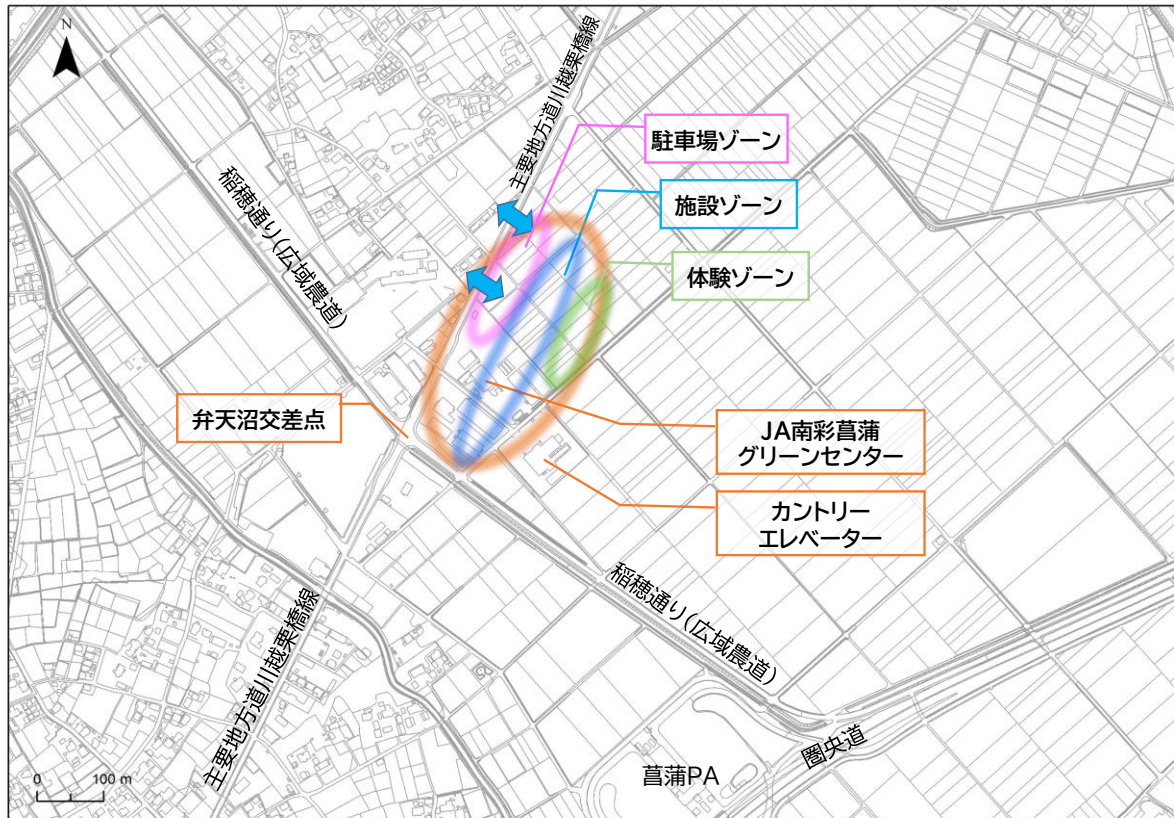 N
主要地方道川越栗橋線
駐車場ゾーン
稲穂通り(広域農道)
施設ゾーン
体験ゾーン
弁天沼交差点
JA南彩菖蒲
グリーンセンター
カントリー
エレベーター
稲穂通り(広域農道)
主要地方道川越栗橋線
圏央道
菖蒲PA
0 100 m